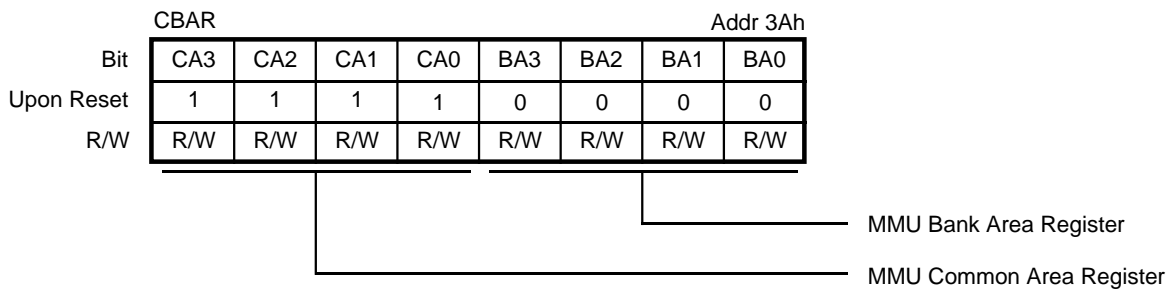 CBAR Addr 3Ah
Bit CA3 CA2 CA1 CA0 BA3 BA2 BA1 BA0
Upon Reset 1 1 1 1 0 0 0 0
R/W R/W R/W R/W R/W R/W R/W R/W R/W
MMU Bank Area Register
MMU Common Area Register